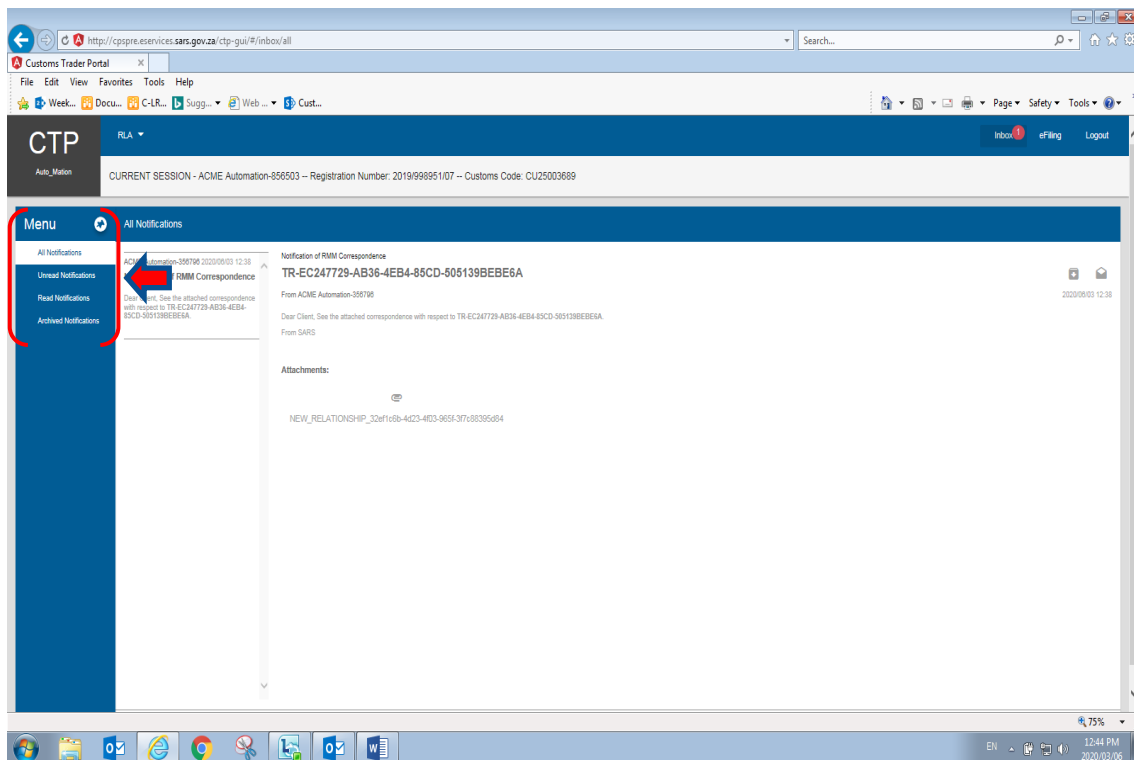 http://cpspre.eservices.sars.gov.za/ctp-gui/#/inbox/all
Search...
Customs Trader Portal
File Edit View Favorites Tools Help
Week... Docu... C-LR... Sugg... Web ... Cust...
Page Safety Tools
CTP
RLA
Inbox 1 eFiling Logout
Auto_Mation
CURRENT SESSION - ACME Automation-856503 -- Registration Number: 2019/998951/07 -- Customs Code: CU25003689
Menu
All Notifications
Unread Notifications
Read Notifications
Archived Notifications
All Notifications
Automation-356796 2020/06/03 12:38
RMM Correspondence
Client, See the attached correspondence
with respect to TR-EC247729-AB36-4EB4-
85CD-505139BEBE6A.
Notification of RMM Correspondence
TR-EC247729-AB36-4EB4-85CD-505139BEBE6A
From ACME Automation-356796
2020/06/03 12:38
Dear Client, See the attached correspondence with respect to TR-EC247729-AB36-4EB4-85CD-505139BEBE6A.
From SARS
Attachments:
NEW_RELATIONSHIP_32ef1c6b-4d23-4f03-965f-3f7c88395d84
75%
EN
12:44 PM
2020/03/06